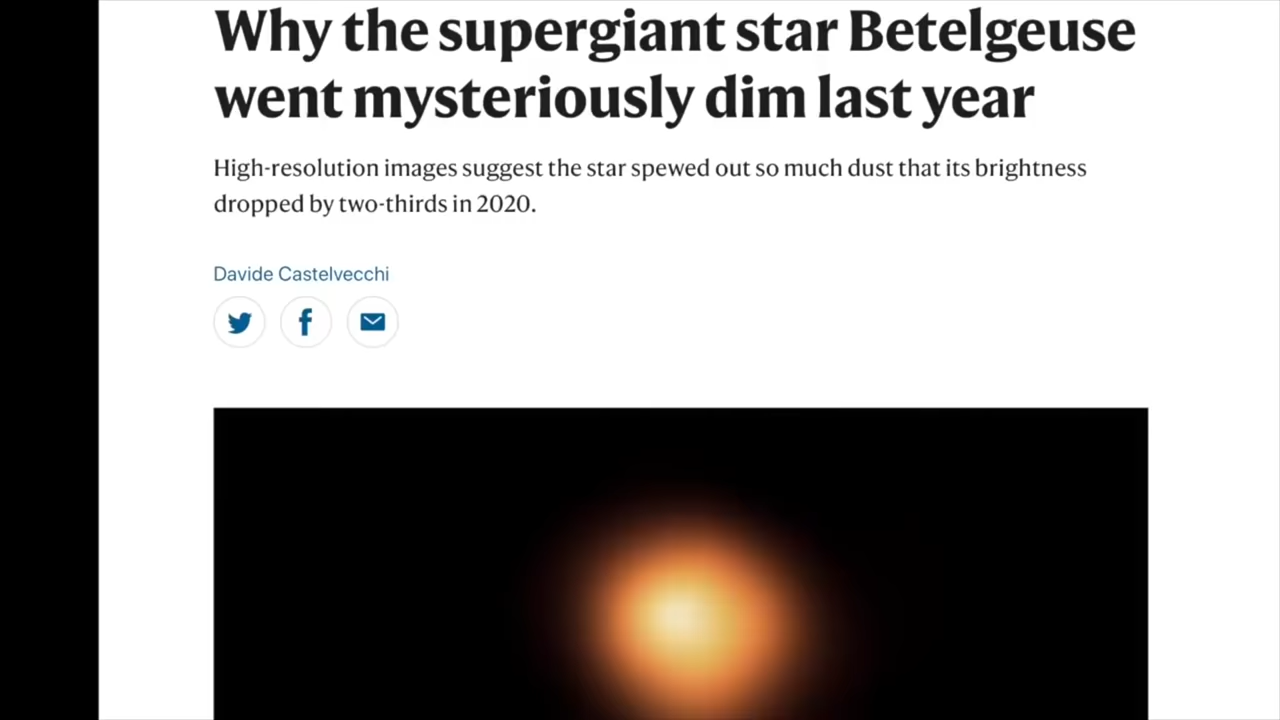 Why the supergiant star Betelgeuse
went mysteriously dim last year
High-resolution images suggest the star spewed out so much dust that its brightness
dropped by two-thirds in 2020.
Davide Castelvecchi